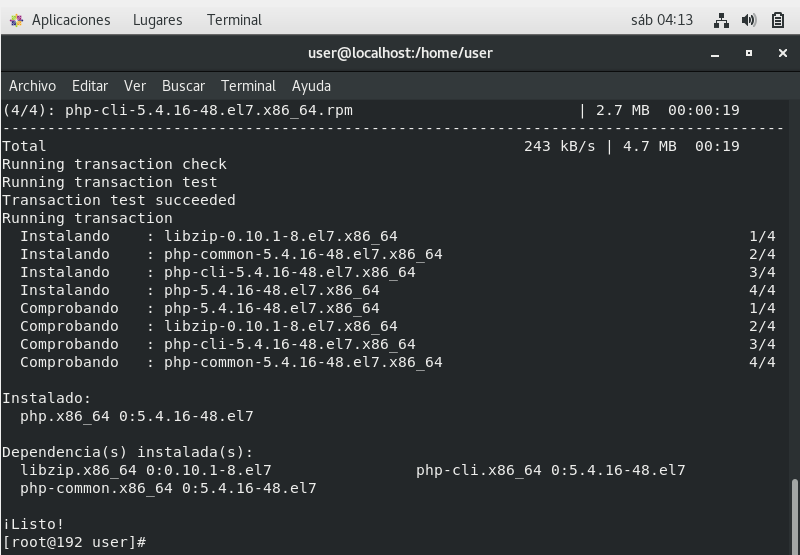 Aplicaciones Lugares Terminal sáb 04:13
user@localhost:/home/user
Archivo Editar Ver Buscar Terminal Ayuda
(4/4): php-cli-5.4.16-48.el7.x86_64.rpm | 2.7 MB 00:00:19
--------------------------------------------------------------------------------
Total 243 kB/s | 4.7 MB 00:19
Running transaction check
Running transaction test
Transaction test succeeded
Running transaction
Instalando : libzip-0.10.1-8.el7.x86_64 1/4
Instalando : php-common-5.4.16-48.el7.x86_64 2/4
Instalando : php-cli-5.4.16-48.el7.x86_64 3/4
Instalando : php-5.4.16-48.el7.x86_64 4/4
Comprobando : php-5.4.16-48.el7.x86_64 1/4
Comprobando : libzip-0.10.1-8.el7.x86_64 2/4
Comprobando : php-cli-5.4.16-48.el7.x86_64 3/4
Comprobando : php-common-5.4.16-48.el7.x86_64 4/4
Instalado:
php.x86_64 0:5.4.16-48.el7
Dependencia(s) instalada(s):
libzip.x86_64 0:0.10.1-8.el7 php-cli.x86_64 0:5.4.16-48.el7
php-common.x86_64 0:5.4.16-48.el7
¡Listo!
[root@192 user]#